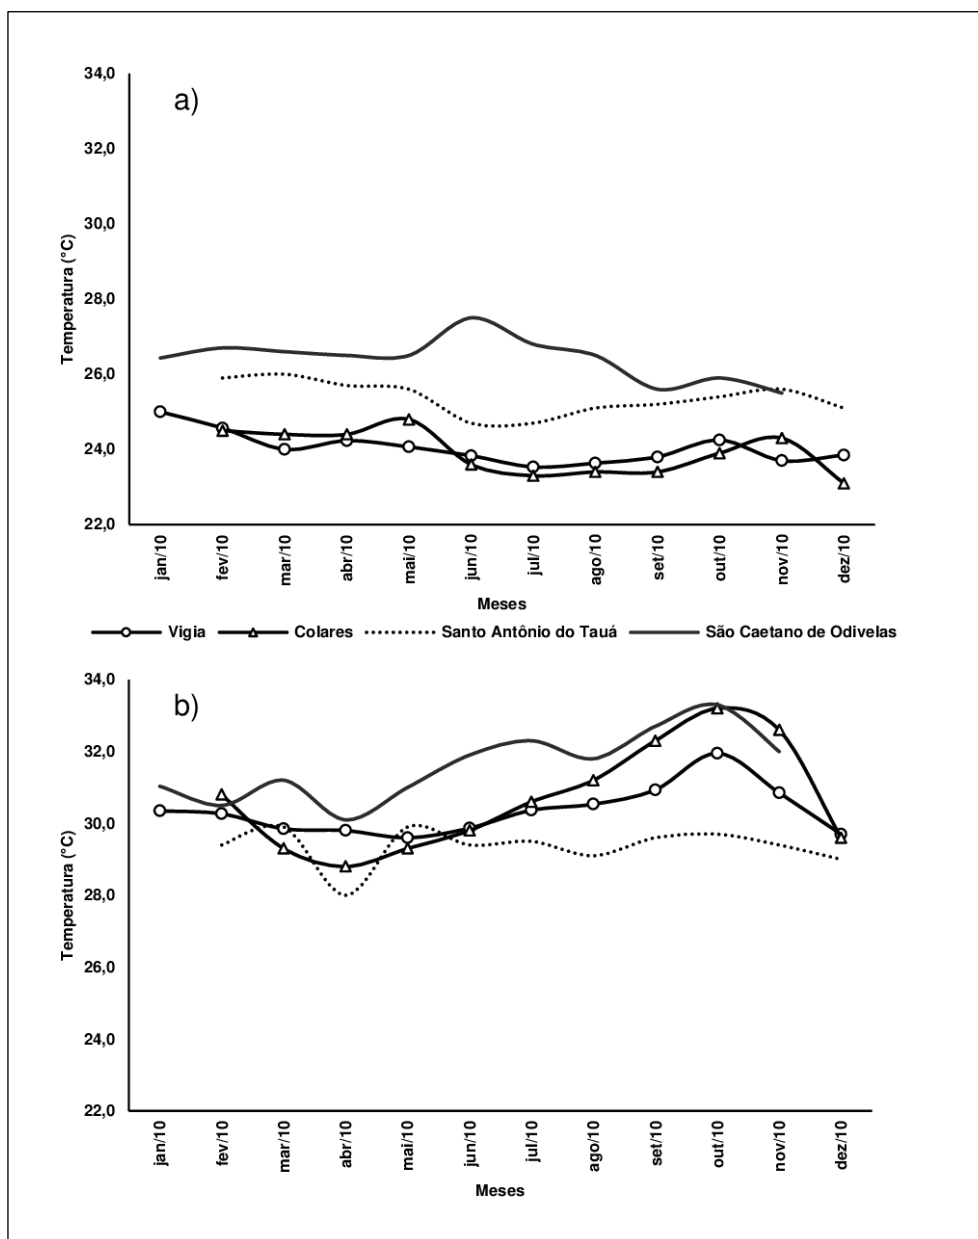 a)
34,0
32,0
30,0
28,0
26,0
24,0
22,0
Temperatura (°C)
jan/10 fev/10 mar/10 abr/10 mai/10 jun/10 jul/10 ago/10 set/10 out/10 nov/10 dez/10
Meses
Vigia Colares Santo Antônio do Tauá São Caetano de Odivelas
b)
34,0
32,0
30,0
28,0
26,0
24,0
22,0
Temperatura (°C)
jan/10 fev/10 mar/10 abr/10 mai/10 jun/10 jul/10 ago/10 set/10 out/10 nov/10 dez/10
Meses